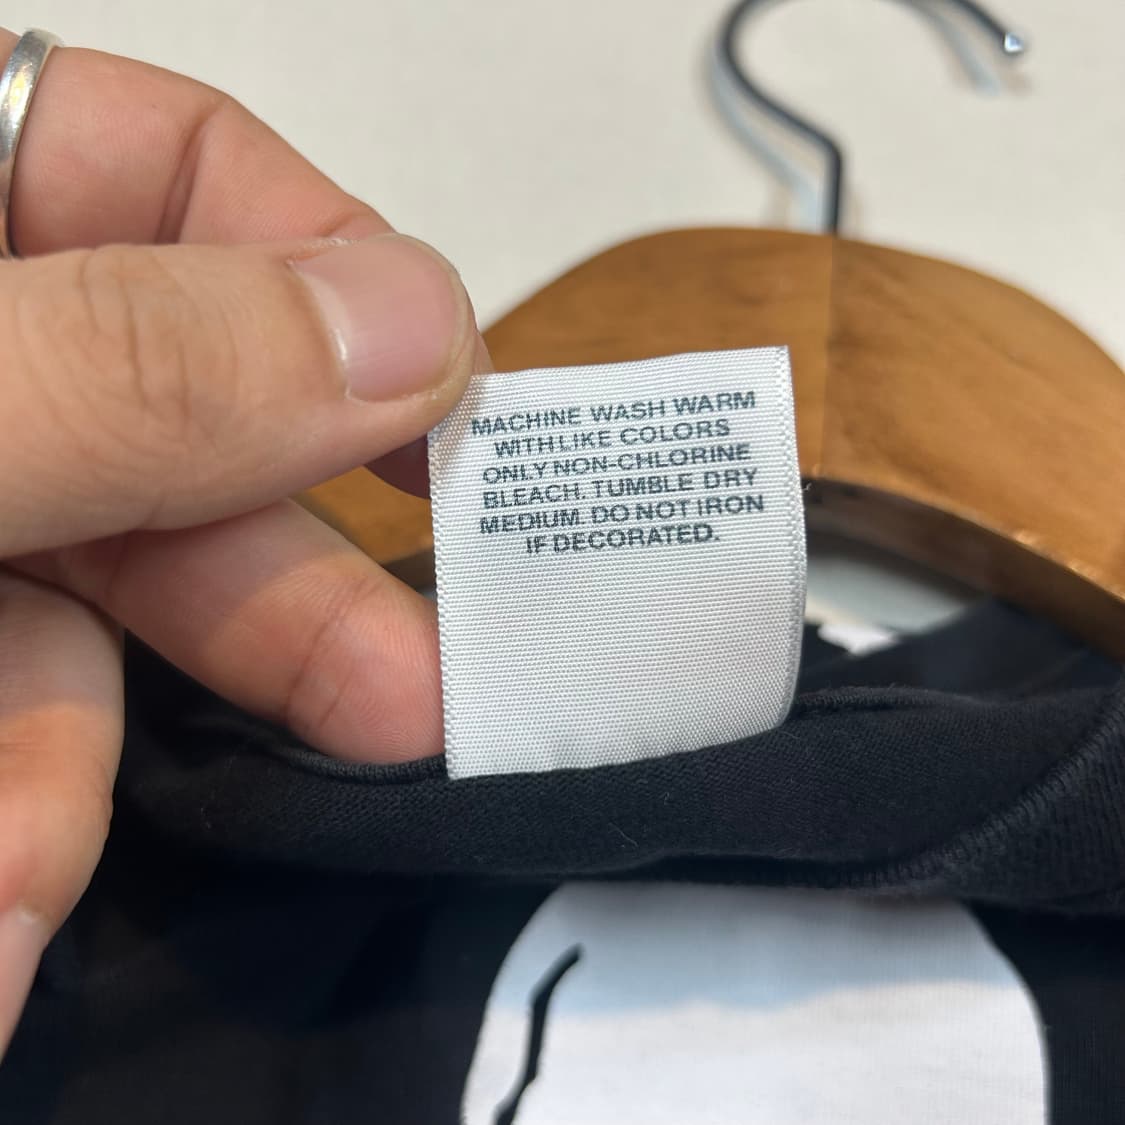 MACHINE WASH WARM
WITH LIKE COLORS
ONLY NON-CHLORINE
BLEACH. TUMBLE DRY
MEDIUM. DO NOT IRON
IF DECORATED.